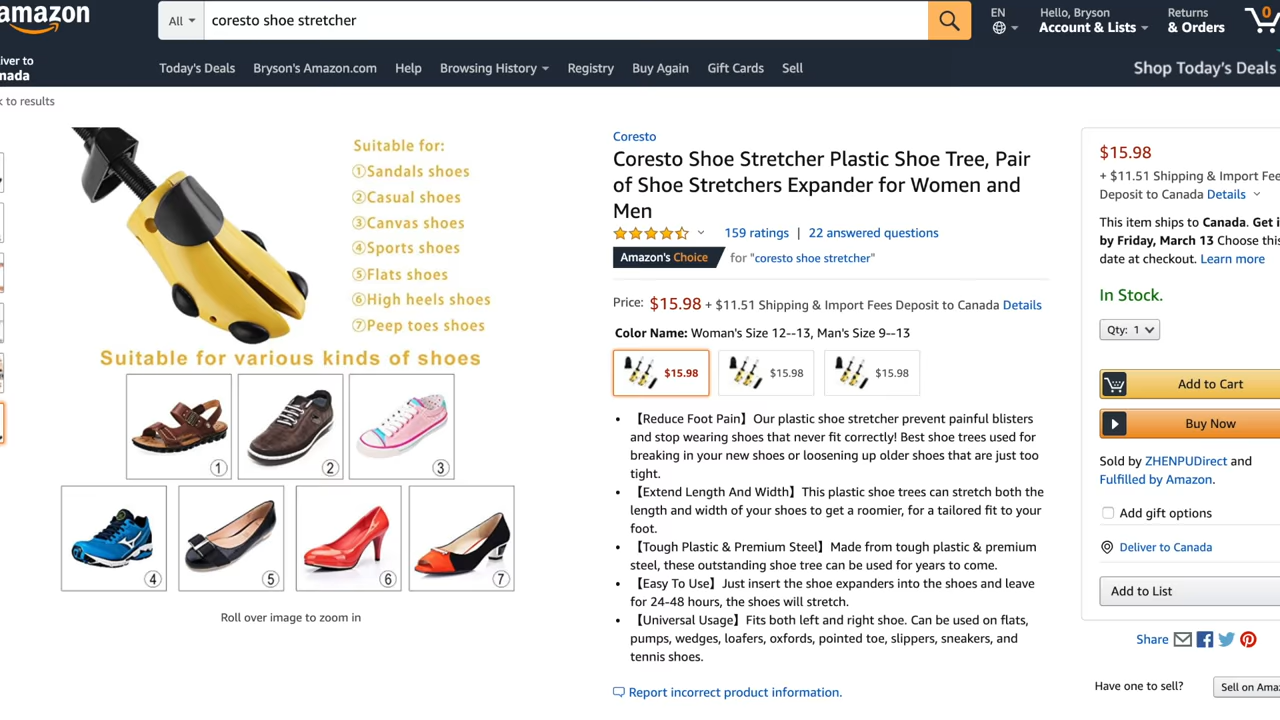 amazon
All
coresto shoe stretcher
EN
Hello, Bryson
Account & Lists
Returns
& Orders
0
iver to
nada
Today's Deals
Bryson's Amazon.com
Help
Browsing History
Registry
Buy Again
Gift Cards
Sell
Shop Today's Deals
k to results
Suitable for:
①Sandals shoes
②Casual shoes
③Canvas shoes
④Sports shoes
⑤Flats shoes
⑥High heels shoes
⑦Peep toes shoes
Suitable for various kinds of shoes
①
②
③
④
⑤
⑥
⑦
Roll over image to zoom in
Coresto
Coresto Shoe Stretcher Plastic Shoe Tree, Pair
of Shoe Stretchers Expander for Women and
Men
159 ratings | 22 answered questions
Amazon's Choice for "coresto shoe stretcher"
Price: $15.98 + $11.51 Shipping & Import Fees Deposit to Canada Details
Color Name: Woman's Size 12--13, Man's Size 9--13
$15.98
$15.98
$15.98
• 【Reduce Foot Pain】Our plastic shoe stretcher prevent painful blisters
and stop wearing shoes that never fit correctly! Best shoe trees used for
breaking in your new shoes or loosening up older shoes that are just too
tight.
• 【Extend Length And Width】This plastic shoe trees can stretch both the
length and width of your shoes to get a roomier, for a tailored fit to your
foot.
• 【Tough Plastic & Premium Steel】Made from tough plastic & premium
steel, these outstanding shoe tree can be used for years to come.
• 【Easy To Use】Just insert the shoe expanders into the shoes and leave
for 24-48 hours, the shoes will stretch.
• 【Universal Usage】Fits both left and right shoe. Can be used on flats,
pumps, wedges, loafers, oxfords, pointed toe, slippers, sneakers, and
tennis shoes.
Report incorrect product information.
$15.98
+ $11.51 Shipping & Import Fee
Deposit to Canada Details
This item ships to Canada. Get i
by Friday, March 13 Choose this
date at checkout. Learn more
In Stock.
Qty: 1
Add to Cart
Buy Now
Sold by ZHENPUDirect and
Fulfilled by Amazon.
Add gift options
Deliver to Canada
Add to List
Share
Have one to sell?
Sell on Amaz